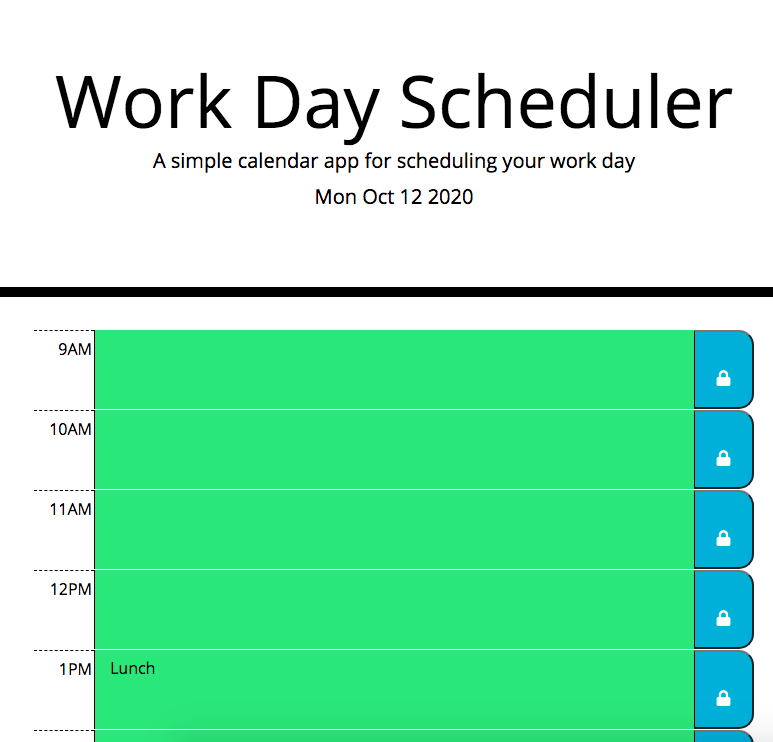 Work Day Scheduler
A simple calendar app for scheduling your work day
Mon Oct 12 2020
9AM
10AM
11AM
12PM
1PM Lunch